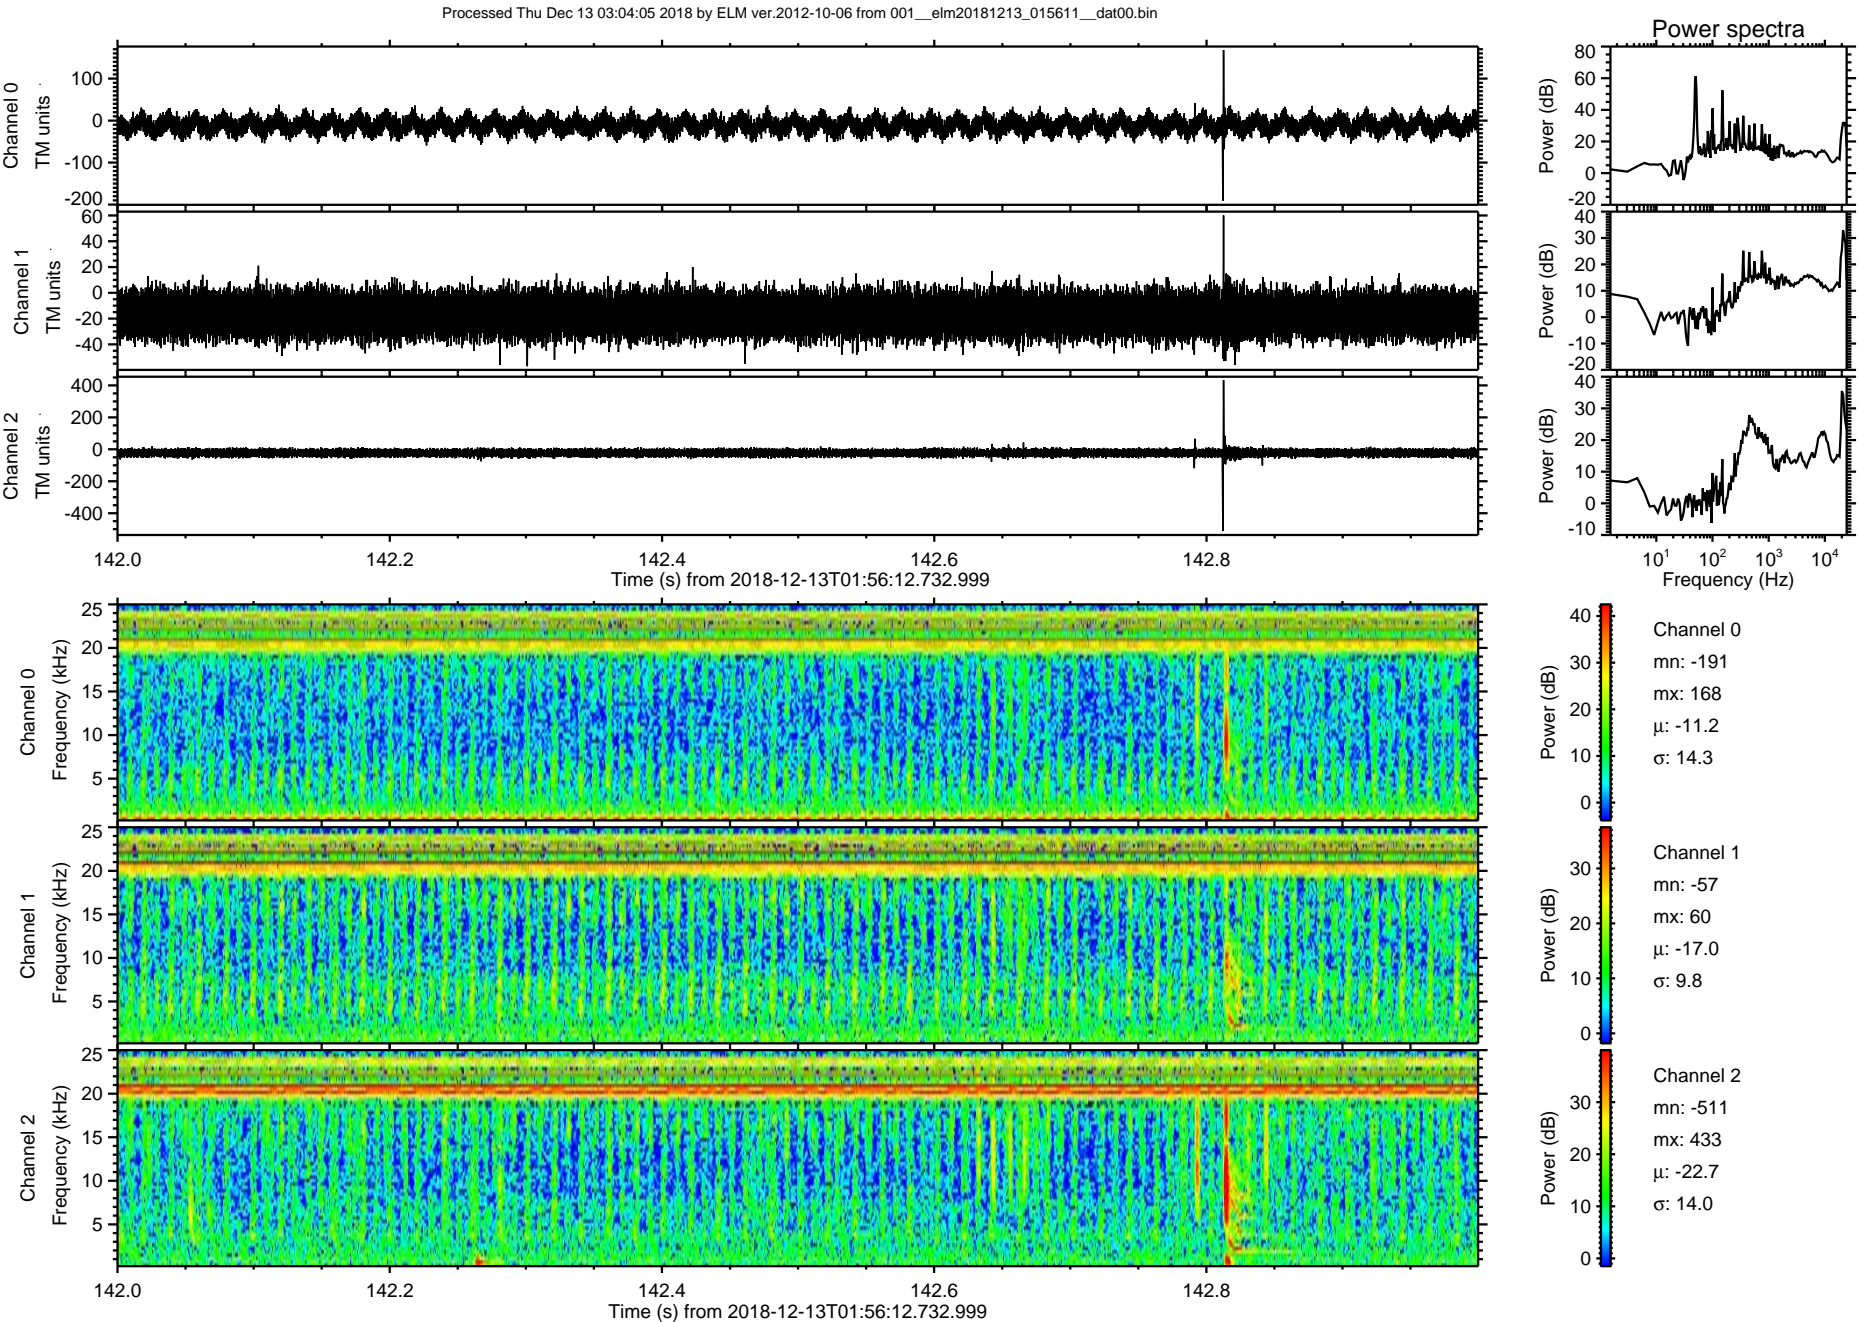 Processed Thu Dec 13 03:04:05 2018 by ELM ver.2012-10-06 from 001__elm20181213_015611__dat00.bin
Power spectra
Channel 0
TM units
100
0
-100
-200
Power (dB)
80
60
40
20
0
-20
Channel 1
TM units
60
40
20
0
-20
-40
Power (dB)
40
30
20
10
0
-10
-20
Channel 2
TM units
400
200
0
-200
-400
Power (dB)
40
30
20
10
0
-10
142.0 142.2 142.4 142.6 142.8
Time (s) from 2018-12-13T01:56:12.732.999
10^1 10^2 10^3 10^4
Frequency (Hz)
Channel 0
Frequency (kHz)
25
20
15
10
5
Power (dB)
40
30
20
10
0
Channel 0
mn: -191
mx: 168
μ: -11.2
σ: 14.3
Channel 1
Frequency (kHz)
25
20
15
10
5
Power (dB)
30
20
10
0
Channel 1
mn: -57
mx: 60
μ: -17.0
σ: 9.8
Channel 2
Frequency (kHz)
25
20
15
10
5
Power (dB)
30
20
10
0
Channel 2
mn: -511
mx: 433
μ: -22.7
σ: 14.0
142.0 142.2 142.4 142.6 142.8
Time (s) from 2018-12-13T01:56:12.732.999